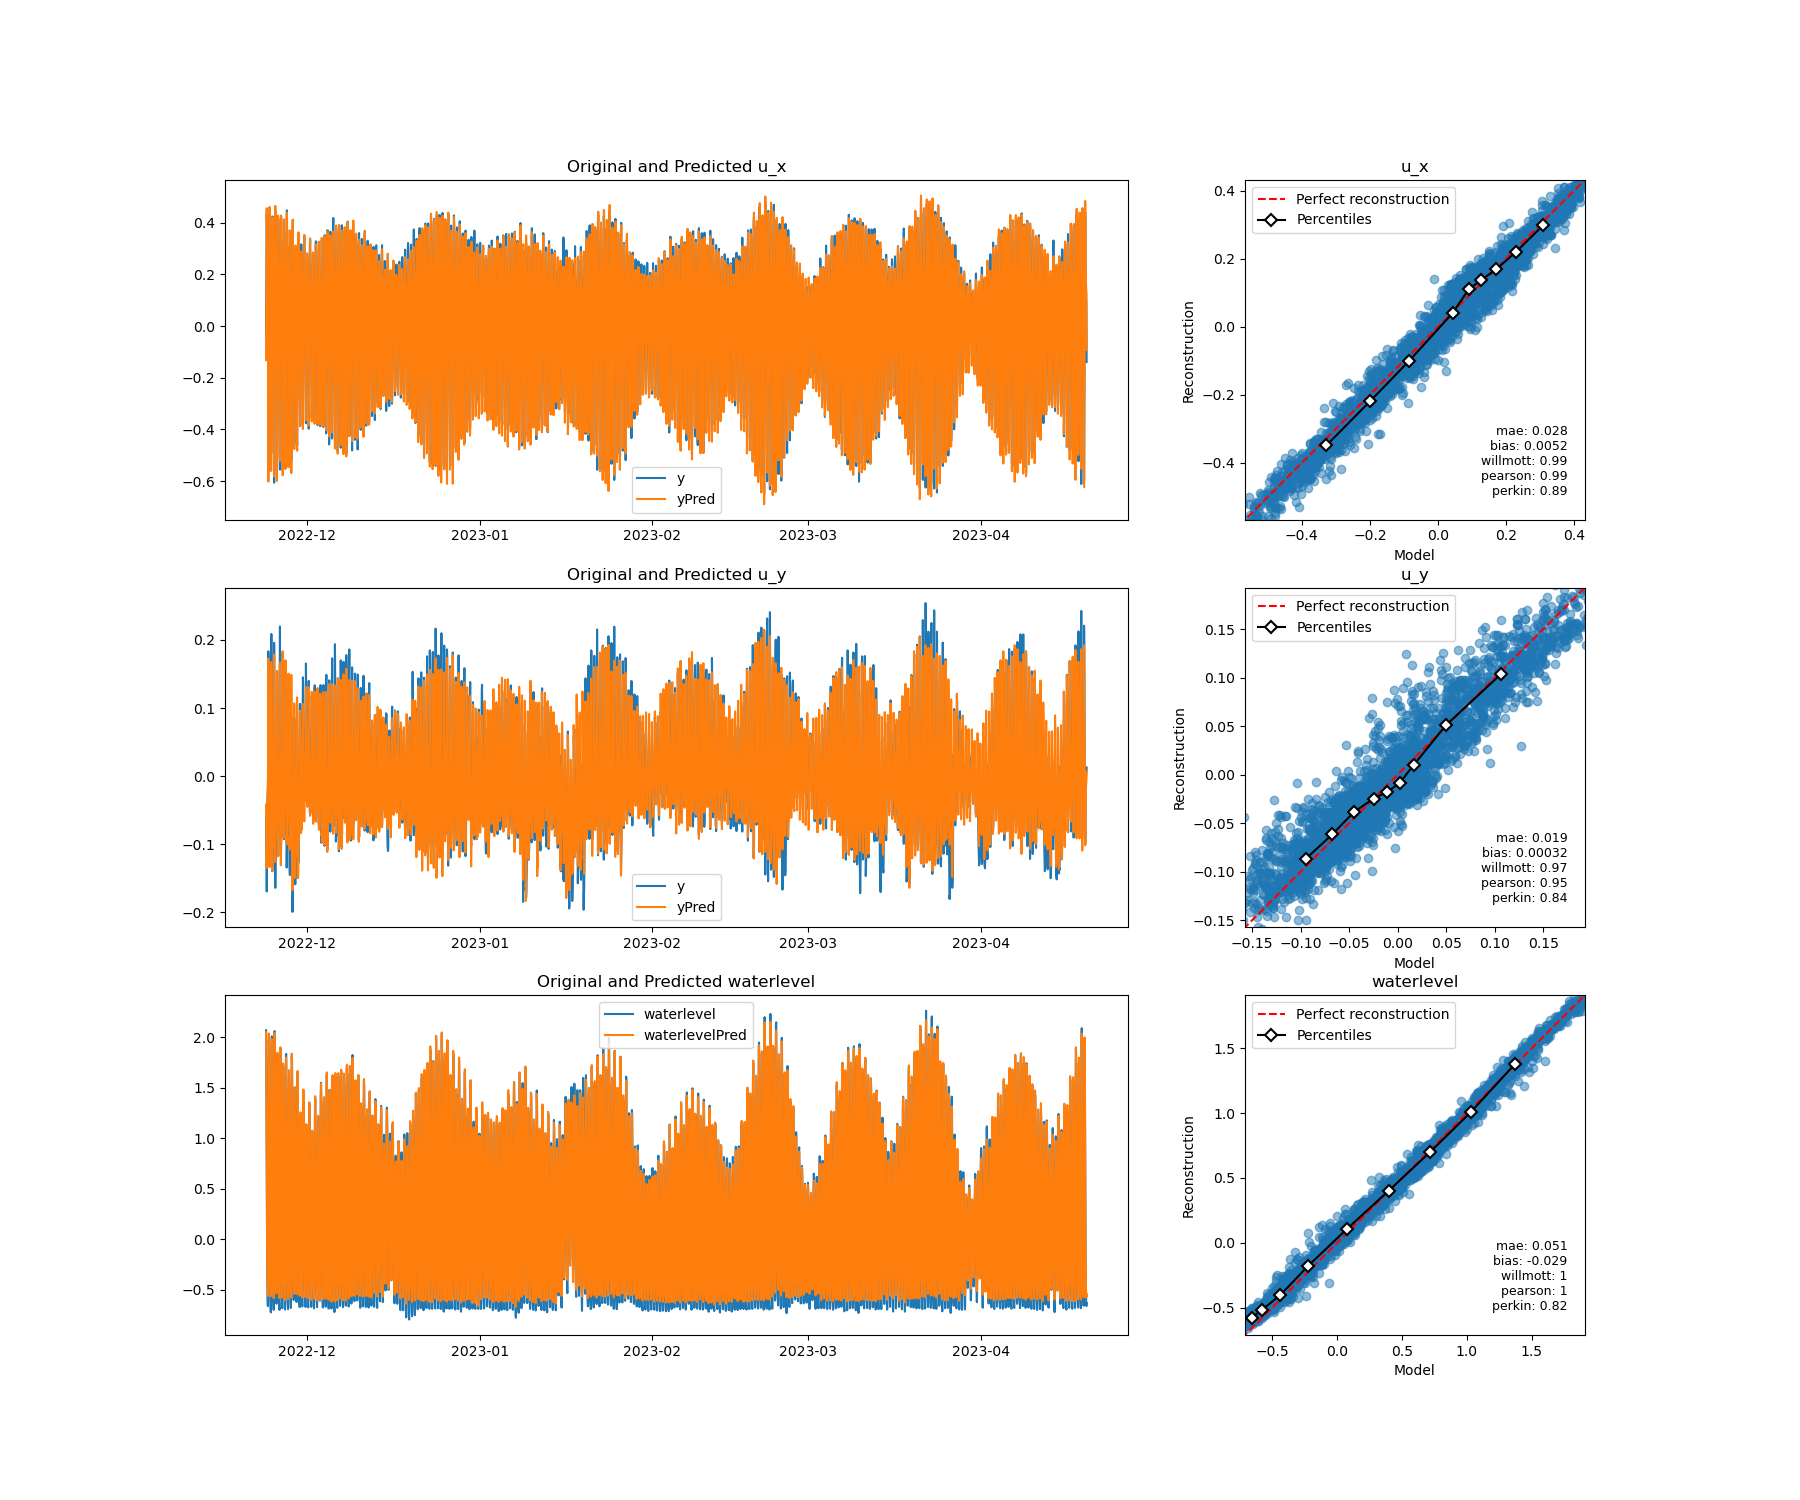 Original and Predicted u_x
0.4
0.2
0.0
−0.2
−0.4
−0.6
y
yPred
2022-12 2023-01 2023-02 2023-03 2023-04
u_x
Perfect reconstruction
Percentiles
0.4
0.2
0.0
−0.2
−0.4
Reconstruction
mae: 0.028
bias: 0.0052
willmott: 0.99
pearson: 0.99
perkin: 0.89
−0.4 −0.2 0.0 0.2 0.4
Model
Original and Predicted u_y
0.2
0.1
0.0
−0.1
−0.2
y
yPred
2022-12 2023-01 2023-02 2023-03 2023-04
u_y
Perfect reconstruction
Percentiles
0.15
0.10
0.05
0.00
−0.05
−0.10
−0.15
Reconstruction
mae: 0.019
bias: 0.00032
willmott: 0.97
pearson: 0.95
perkin: 0.84
−0.15 −0.10 −0.05 0.00 0.05 0.10 0.15
Model
Original and Predicted waterlevel
waterlevel
waterlevelPred
2.0
1.5
1.0
0.5
0.0
−0.5
2022-12 2023-01 2023-02 2023-03 2023-04
waterlevel
Perfect reconstruction
Percentiles
1.5
1.0
0.5
0.0
−0.5
Reconstruction
mae: 0.051
bias: -0.029
willmott: 1
pearson: 1
perkin: 0.82
−0.5 0.0 0.5 1.0 1.5
Model